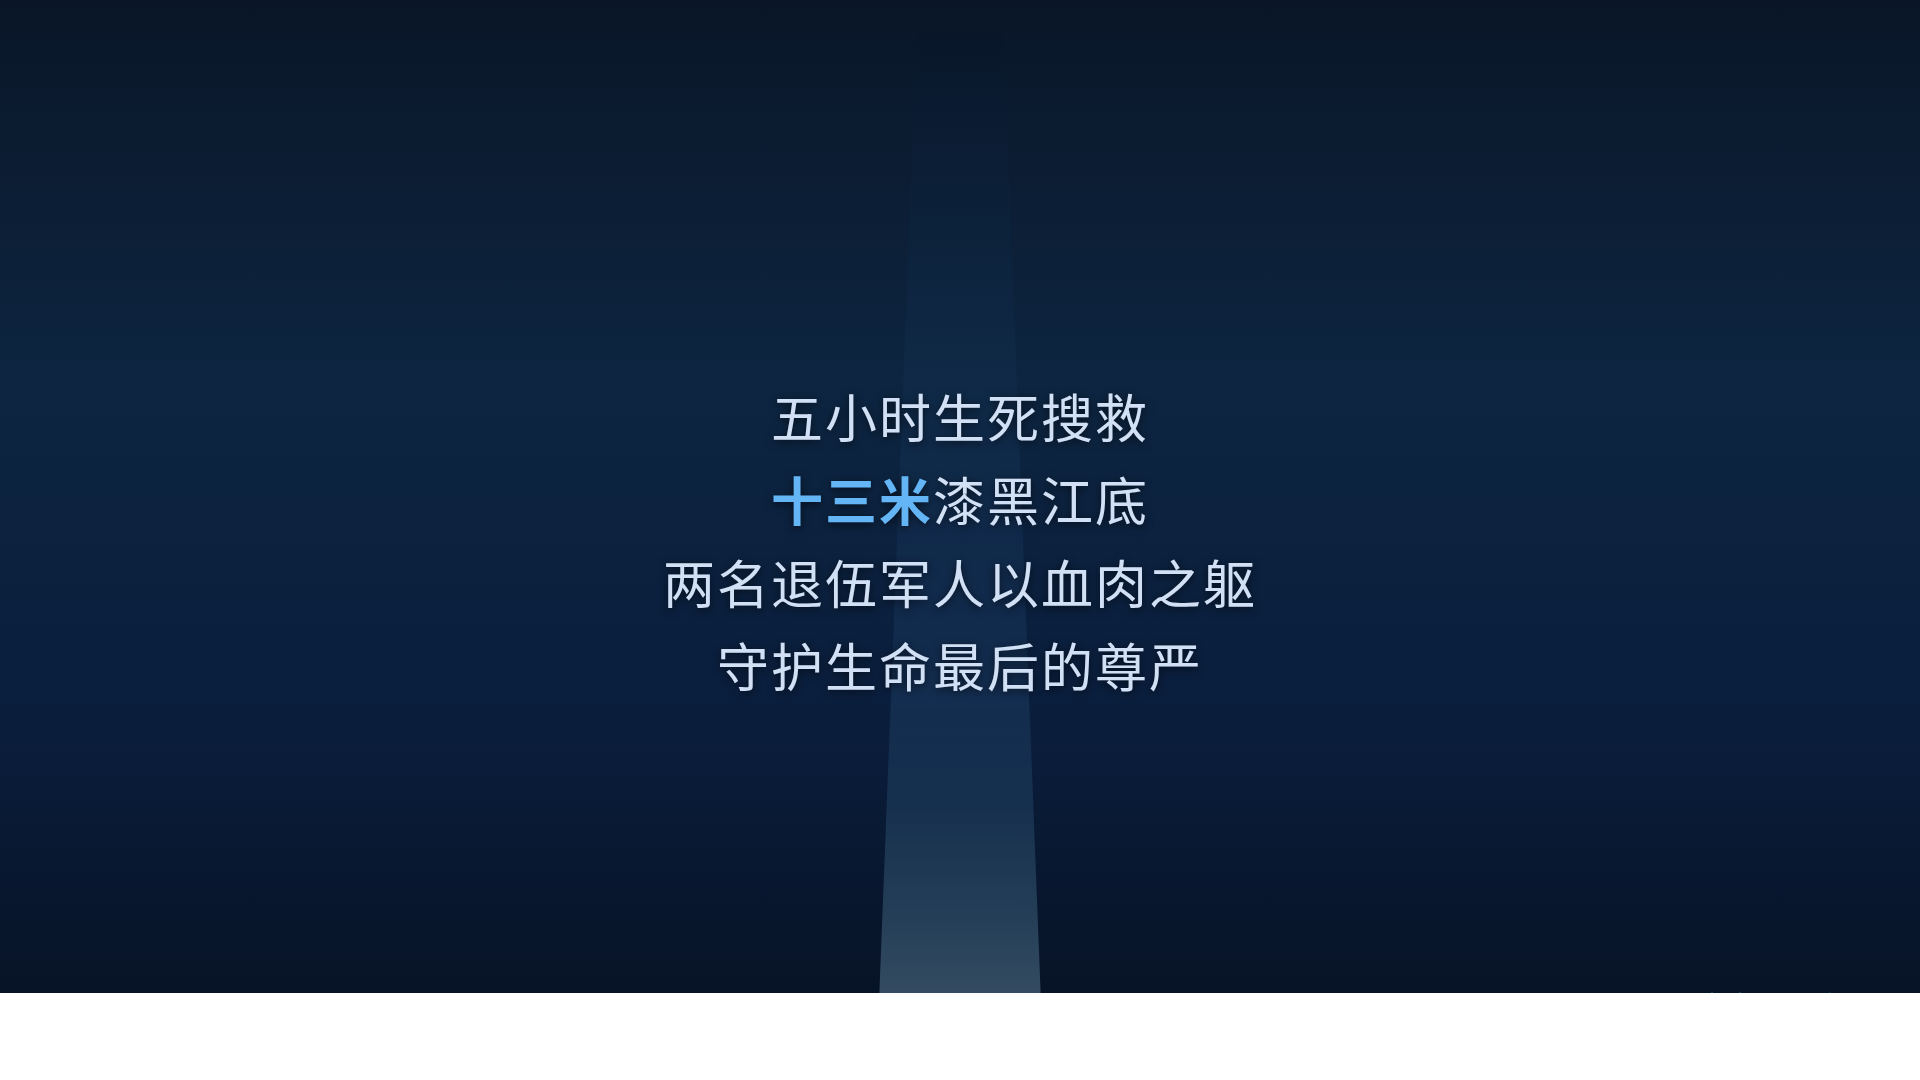 五小时生死搜救
十三米漆黑江底
两名退伍军人以血肉之躯
守护生命最后的尊严